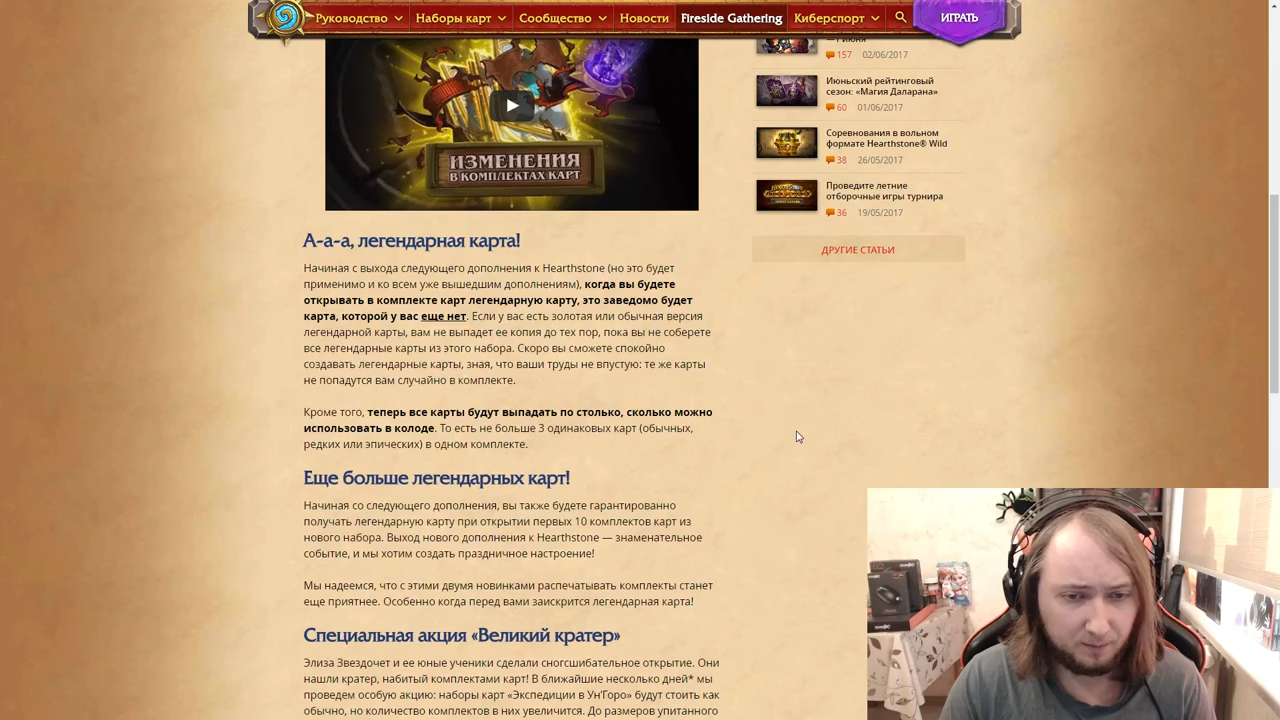 Руководство
Наборы карт
Сообщество
Новости
Fireside Gathering
Киберспорт
ИГРАТЬ
ИЗМЕНЕНИЯ
В КОМПЛЕКТАХ КАРТ
А-а-а, легендарная карта!
Начиная с выхода следующего дополнения к Hearthstone (но это будет
применимо и ко всем уже вышедшим дополнениям), когда вы будете
открывать в комплекте карт легендарную карту, это заведомо будет
карта, которой у вас еще нет. Если у вас есть золотая или обычная версия
легендарной карты, вам не выпадет ее копия до тех пор, пока вы не соберете
все легендарные карты из этого набора. Скоро вы сможете спокойно
создавать легендарные карты, зная, что ваши труды не впустую: те же карты
не попадутся вам случайно в комплекте.
Кроме того, теперь все карты будут выпадать по столько, сколько можно
использовать в колоде. То есть не больше 3 одинаковых карт (обычных,
редких или эпических) в одном комплекте.
Еще больше легендарных карт!
Начиная со следующего дополнения, вы также будете гарантированно
получать легендарную карту при открытии первых 10 комплектов карт из
нового набора. Выход нового дополнения к Hearthstone — знаменательное
событие, и мы хотим создать праздничное настроение!
Мы надеемся, что с этими двумя новинками распечатывать комплекты станет
еще приятнее. Особенно когда перед вами заискрится легендарная карта!
Специальная акция «Великий кратер»
Элиза Звездочет и ее юные ученики сделали сногсшибательное открытие. Они
нашли кратер, набитый комплектами карт! В ближайшие несколько дней* мы
проведем особую акцию: наборы карт «Экспедиции в Ун'Горо» будут стоить как
обычно, но количество комплектов в них увеличится. До размеров упитанного
157 02/06/2017
Июньский рейтинговый
сезон: «Магия Даларана»
60 01/06/2017
Соревнования в вольном
формате Hearthstone® Wild
38 26/05/2017
Проведите летние
отборочные игры турнира
36 19/05/2017
ДРУГИЕ СТАТЬИ